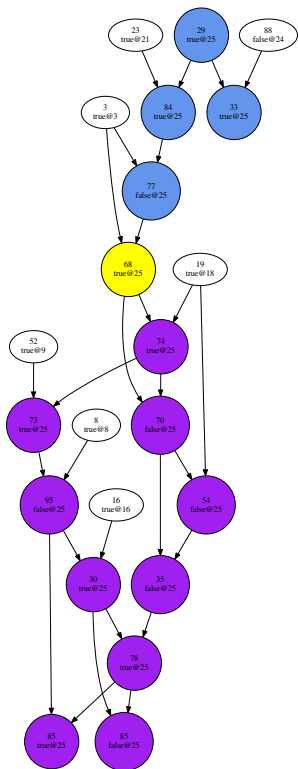 23
true@21
29
true@25
88
false@24
3
true@3
84
true@25
33
true@25
77
false@25
68
true@25
19
true@18
52
true@9
74
true@25
73
true@25
8
true@8
70
false@25
95
false@25
16
true@16
54
false@25
30
true@25
35
false@25
78
true@25
85
true@25
85
false@25